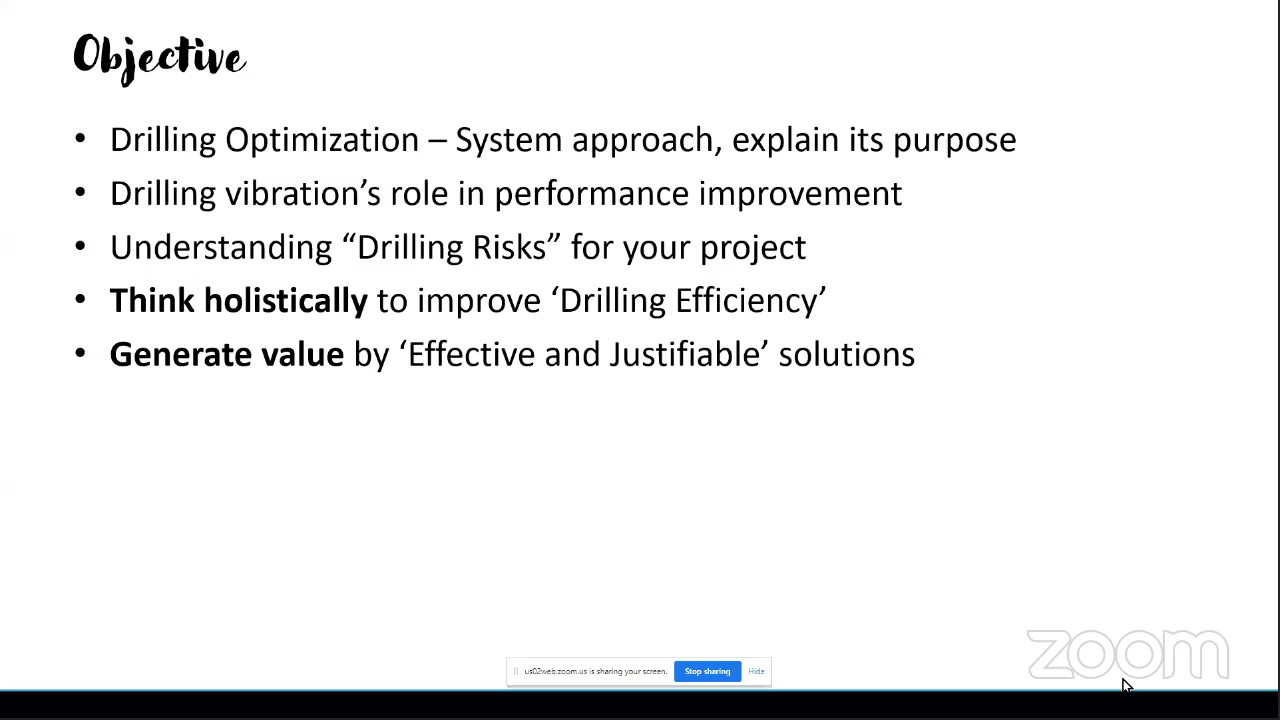 Objective
• Drilling Optimization – System approach, explain its purpose
• Drilling vibration’s role in performance improvement
• Understanding “Drilling Risks” for your project
• Think holistically to improve ‘Drilling Efficiency’
• Generate value by ‘Effective and Justifiable’ solutions
zoom
us02web.zoom.us is sharing your screen. Stop sharing Hide